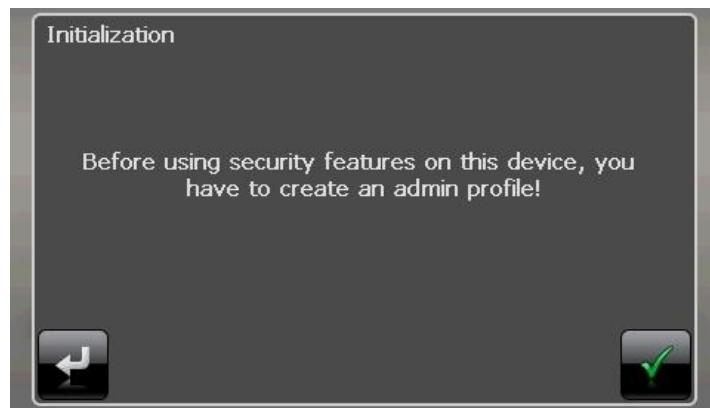 Initialization
Before using security features on this device, you
have to create an admin profile!